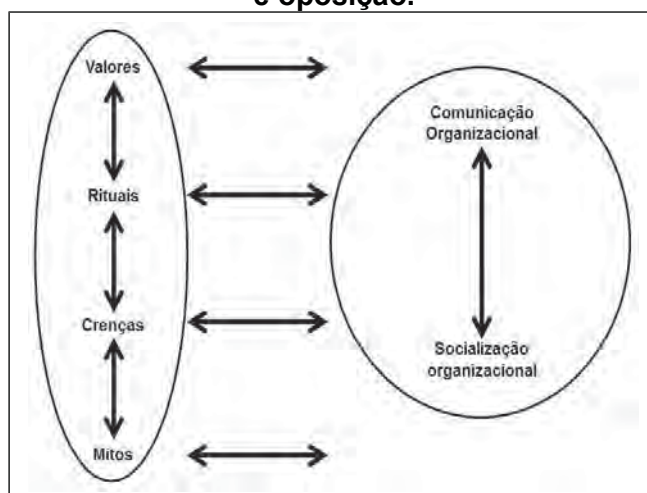 e oposição.
Valores
Rituais
Crenças
Mitos
Comunicação
Organizacional
Socialização
organizacional